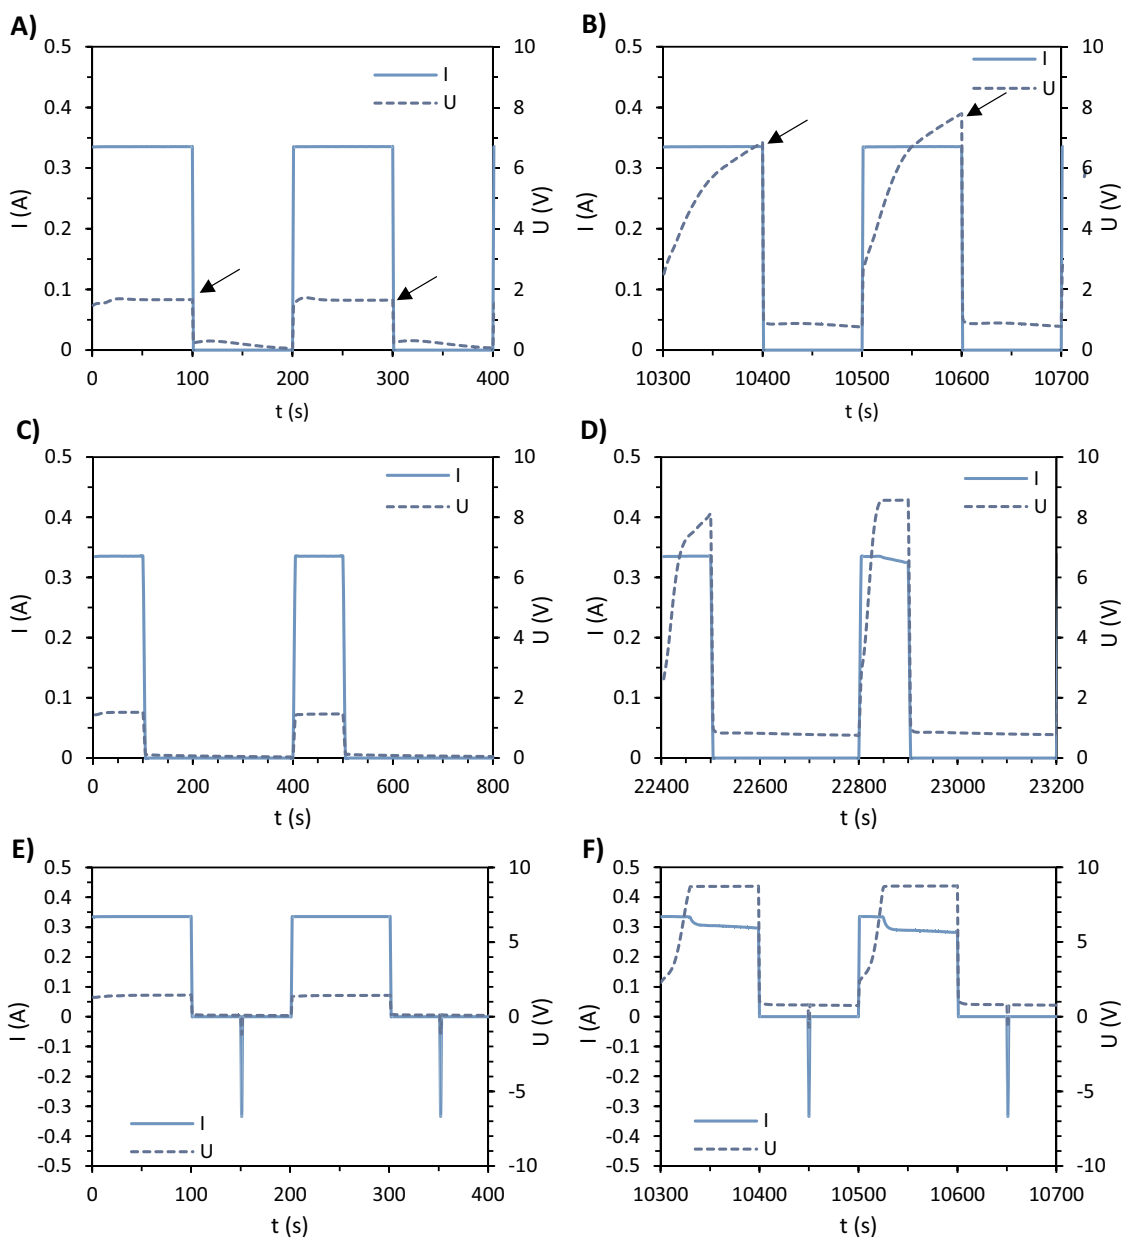 A)
I (A)
0.5
0.4
0.3
0.2
0.1
0
I
U
10
8
6
4
2
0
U (V)
0 100 200 300 400
t (s)
B)
I (A)
0.5
0.4
0.3
0.2
0.1
0
I
U
10
8
6
4
2
0
U (V)
10300 10400 10500 10600 10700
t (s)
C)
I (A)
0.5
0.4
0.3
0.2
0.1
0
I
U
10
8
6
4
2
0
U (V)
0 200 400 600 800
t (s)
D)
I (A)
0.5
0.4
0.3
0.2
0.1
0
I
U
10
8
6
4
2
0
U (V)
22400 22600 22800 23000 23200
t (s)
E)
I (A)
0.5
0.4
0.3
0.2
0.1
0
-0.1
-0.2
-0.3
-0.4
-0.5
I
U
10
5
0
-5
-10
U (V)
0 100 200 300 400
t (s)
F)
I (A)
0.5
0.4
0.3
0.2
0.1
0
-0.1
-0.2
-0.3
-0.4
-0.5
I
U
10
5
0
-5
-10
U (V)
10300 10400 10500 10600 10700
t (s)